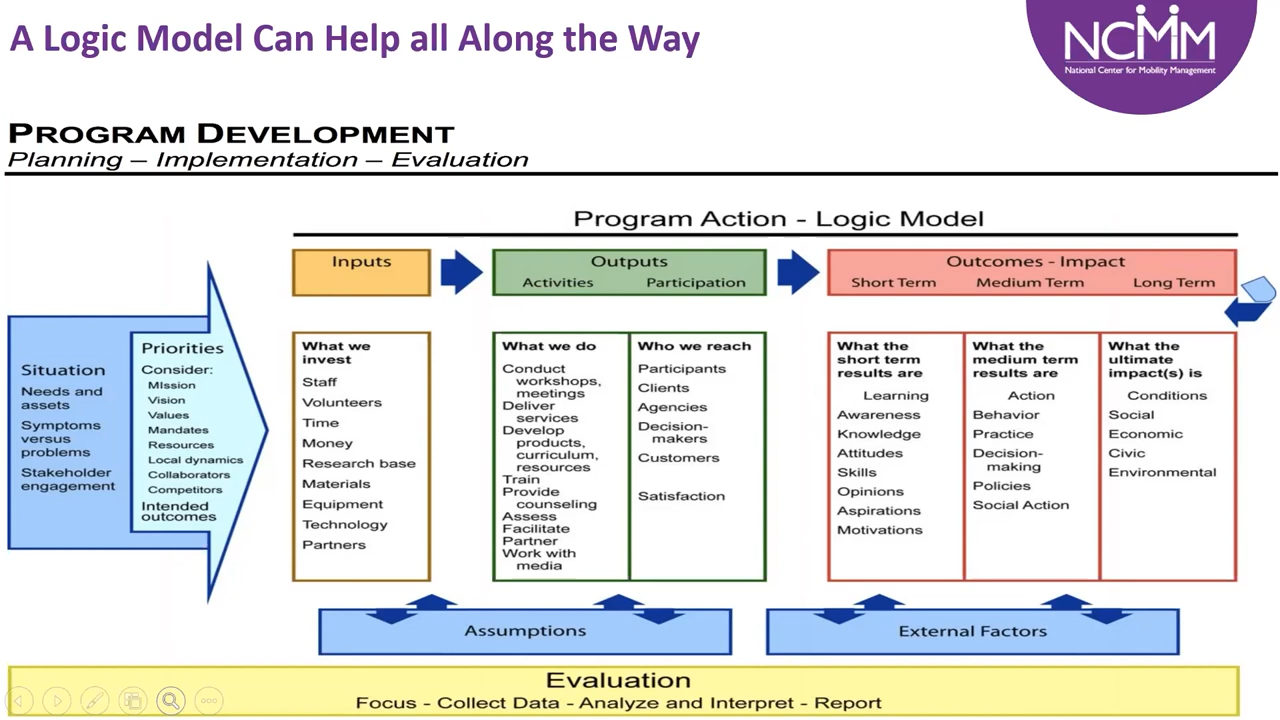 A Logic Model Can Help all Along the Way
NCMM
National Center for Mobility Management
PROGRAM DEVELOPMENT
Planning – Implementation – Evaluation
Program Action - Logic Model
Inputs
Outputs
Activities Participation
Outcomes - Impact
Short Term Medium Term Long Term
Situation
Needs and
assets
Symptoms
versus
problems
Stakeholder
engagement
Priorities
Consider:
MIssion
Vision
Values
Mandates
Resources
Local dynamics
Collaborators
Competitors
Intended
outcomes
What we
invest
Staff
Volunteers
Time
Money
Research base
Materials
Equipment
Technology
Partners
What we do
Conduct
workshops,
meetings
Deliver
services
Develop
products,
curriculum,
resources
Train
Provide
counseling
Assess
Facilitate
Partner
Work with
media
Who we reach
Participants
Clients
Agencies
Decision-
makers
Customers
Satisfaction
What the
short term
results are
Learning
Awareness
Knowledge
Attitudes
Skills
Opinions
Aspirations
Motivations
What the
medium term
results are
Action
Behavior
Practice
Decision-
making
Policies
Social Action
What the
ultimate
impact(s) is
Conditions
Social
Economic
Civic
Environmental
Assumptions
External Factors
Evaluation
Focus - Collect Data - Analyze and Interpret - Report